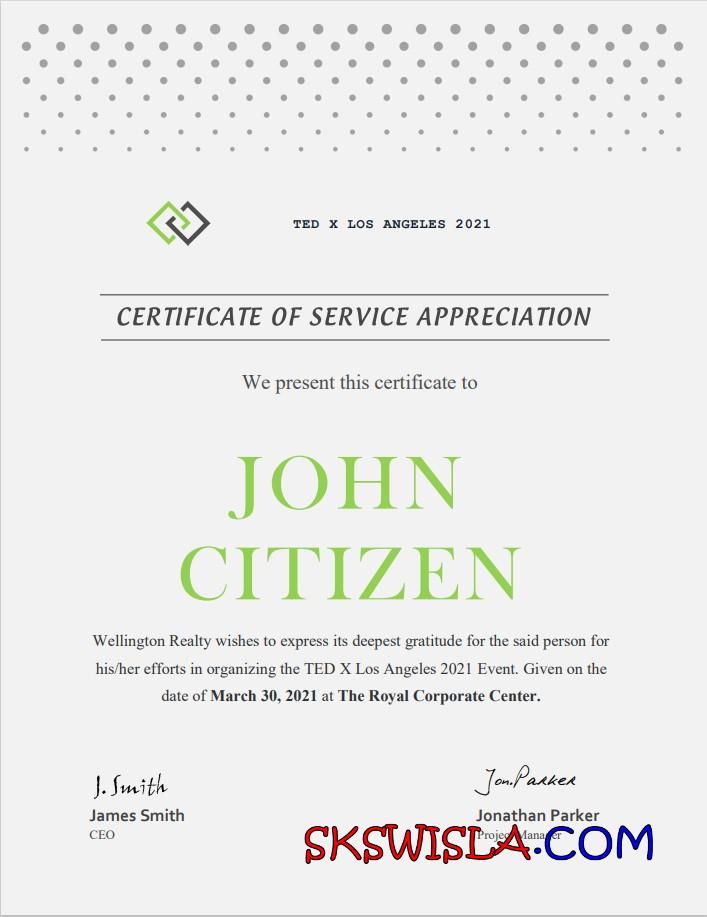 TED X LOS ANGELES 2021
CERTIFICATE OF SERVICE APPRECIATION
We present this certificate to
JOHN
CITIZEN
Wellington Realty wishes to express its deepest gratitude for the said person for
his/her efforts in organizing the TED X Los Angeles 2021 Event. Given on the
date of March 30, 2021 at The Royal Corporate Center.
J. Smith
Jon.Parker
James Smith
Jonathan Parker
CEO
Project Manager
SKSWISLA.COM